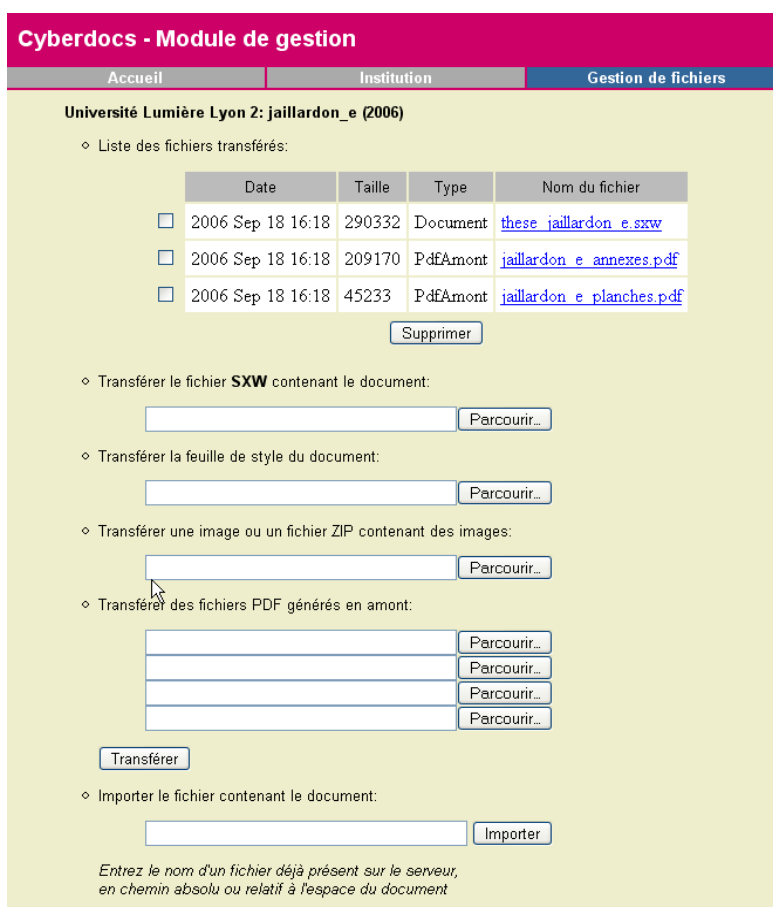 Cyberdocs - Module de gestion
Accueil Institution Gestion de fichiers
Université Lumière Lyon 2: jaillardon_e (2006)
Liste des fichiers transférés:
Date Taille Type Nom du fichier
2006 Sep 18 16:18 290332 Document these_jaillardon_e.sxw
2006 Sep 18 16:18 209170 PdfAmont jaillardon_e_annexes.pdf
2006 Sep 18 16:18 45233 PdfAmont jaillardon_e_planches.pdf
Supprimer
Transférer le fichier SXW contenant le document:
Parcourir...
Transférer la feuille de style du document:
Parcourir...
Transférer une image ou un fichier ZIP contenant des images:
Parcourir...
Transférer des fichiers PDF générés en amont:
Parcourir...
Parcourir...
Parcourir...
Parcourir...
Transférer
Importer le fichier contenant le document:
Importer
Entrez le nom d'un fichier déjà présent sur le serveur,
en chemin absolu ou relatif à l'espace du document